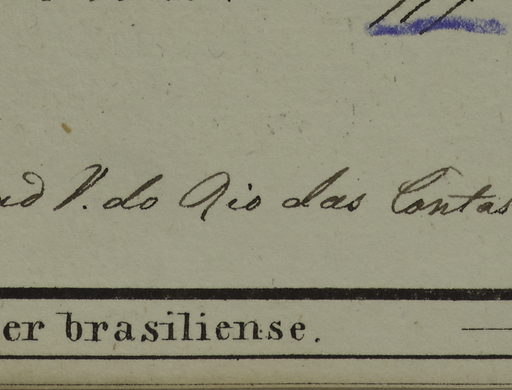 ad V. do Rio das Contas
er brasiliense.